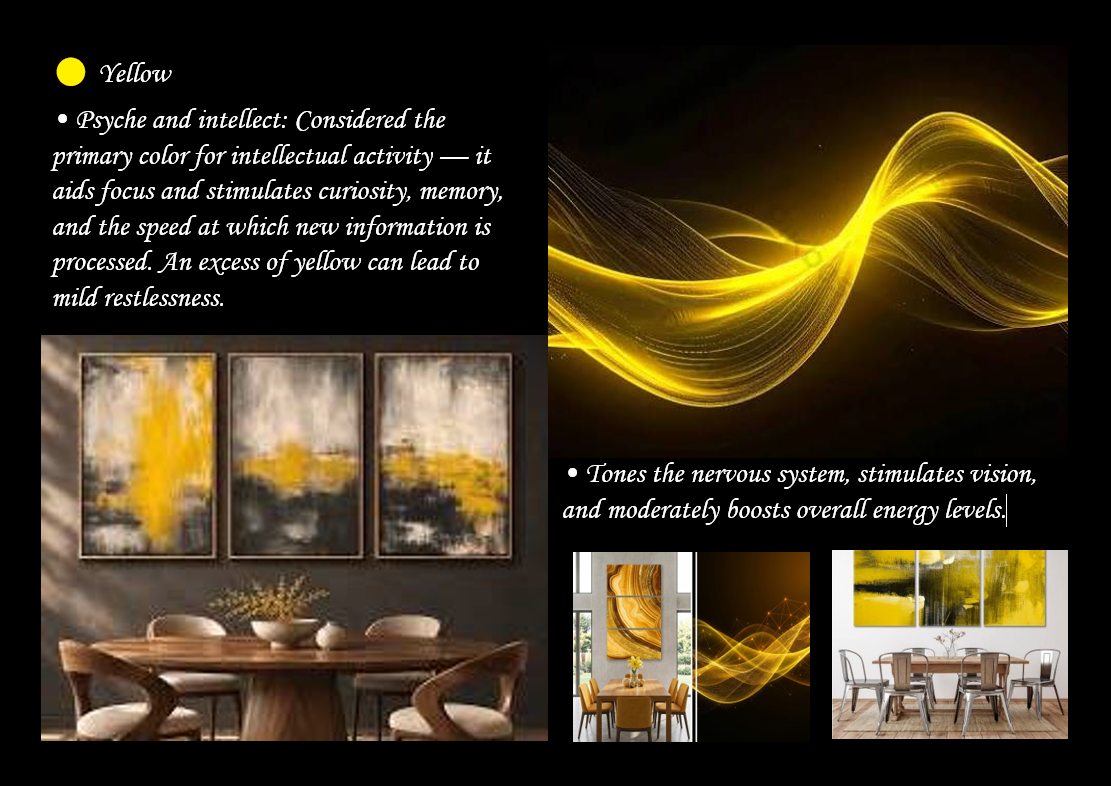 Yellow
• Psyche and intellect: Considered the
primary color for intellectual activity — it
aids focus and stimulates curiosity, memory,
and the speed at which new information is
processed. An excess of yellow can lead to
mild restlessness.
• Tones the nervous system, stimulates vision,
and moderately boosts overall energy levels.